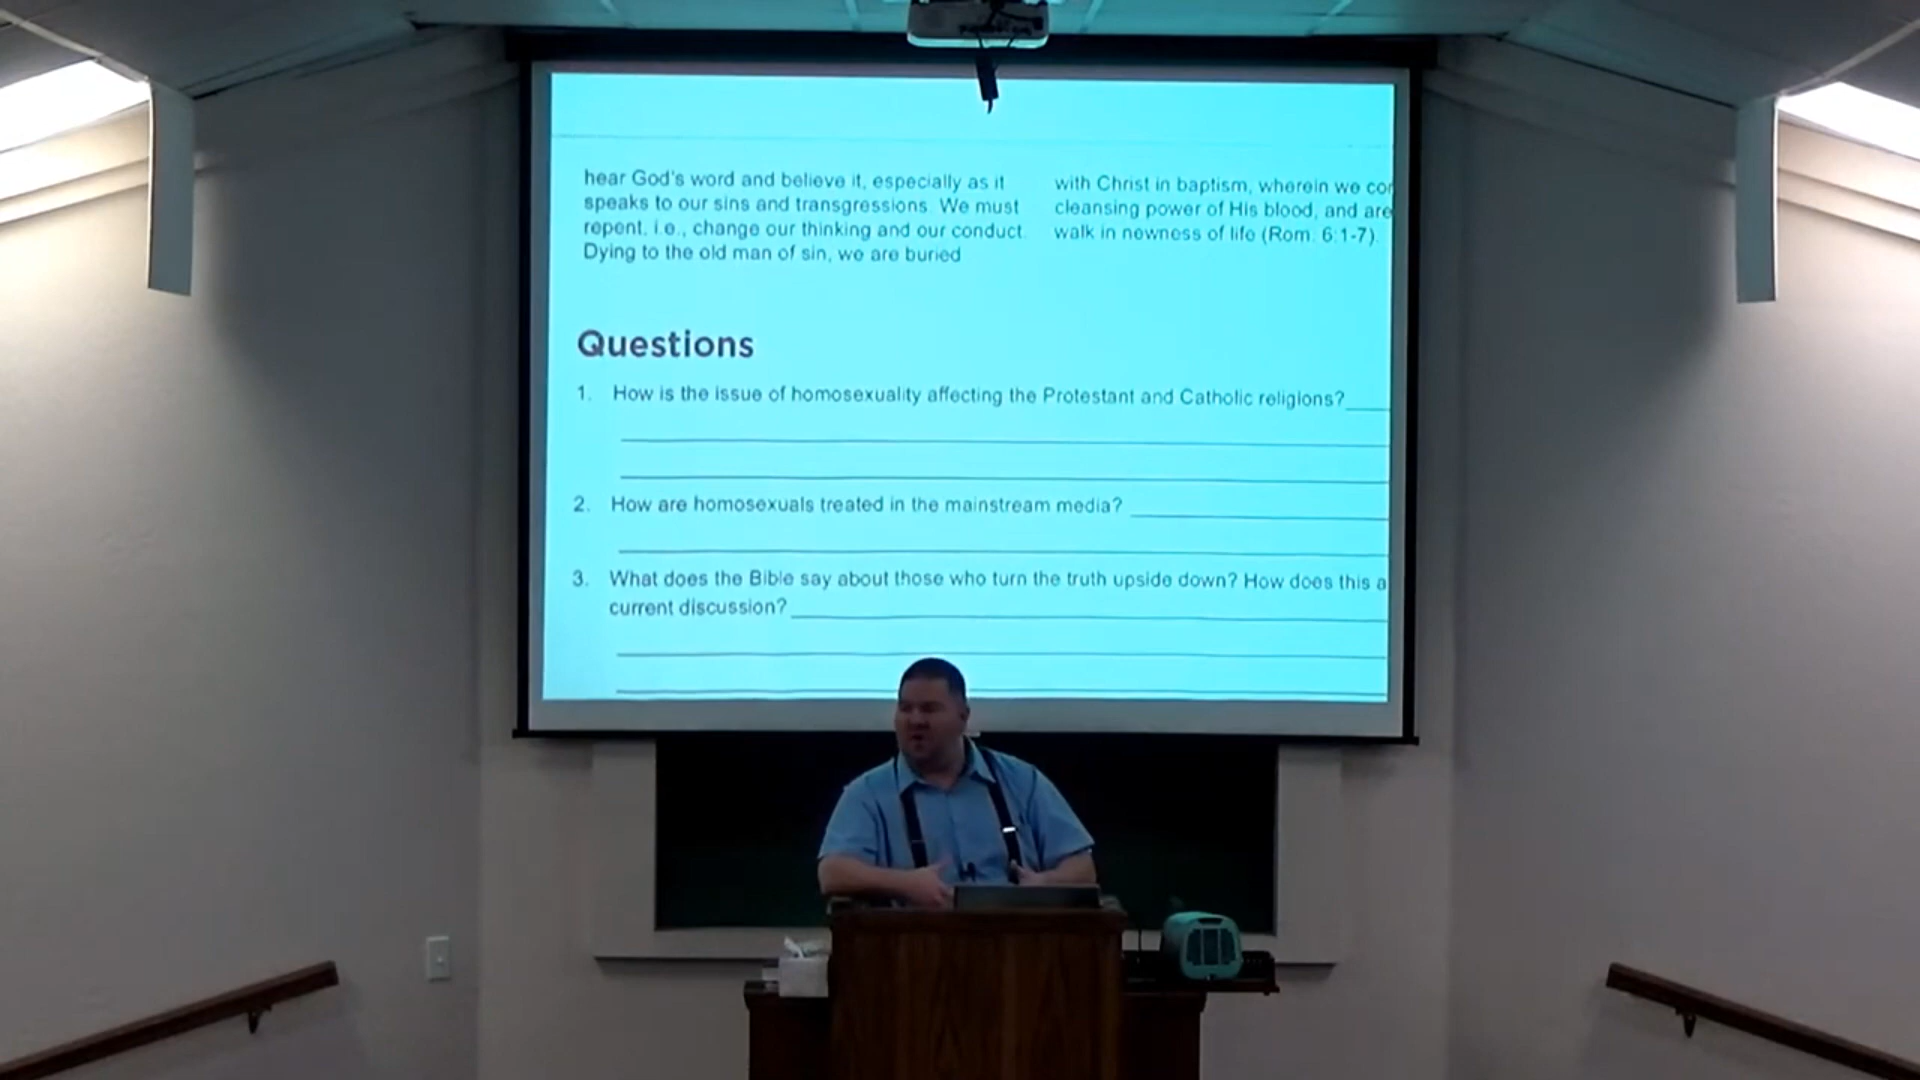 hear God's word and believe it, especially as it
speaks to our sins and transgressions. We must
repent, i.e., change our thinking and our conduct.
Dying to the old man of sin, we are buried
with Christ in baptism, wherein we
cleansing power of His blood, and are
walk in newness of life (Rom. 6:1-7).
Questions
1. How is the issue of homosexuality affecting the Protestant and Catholic religions?
2. How are homosexuals treated in the mainstream media?
3. What does the Bible say about those who turn the truth upside down? How does this a
current discussion?